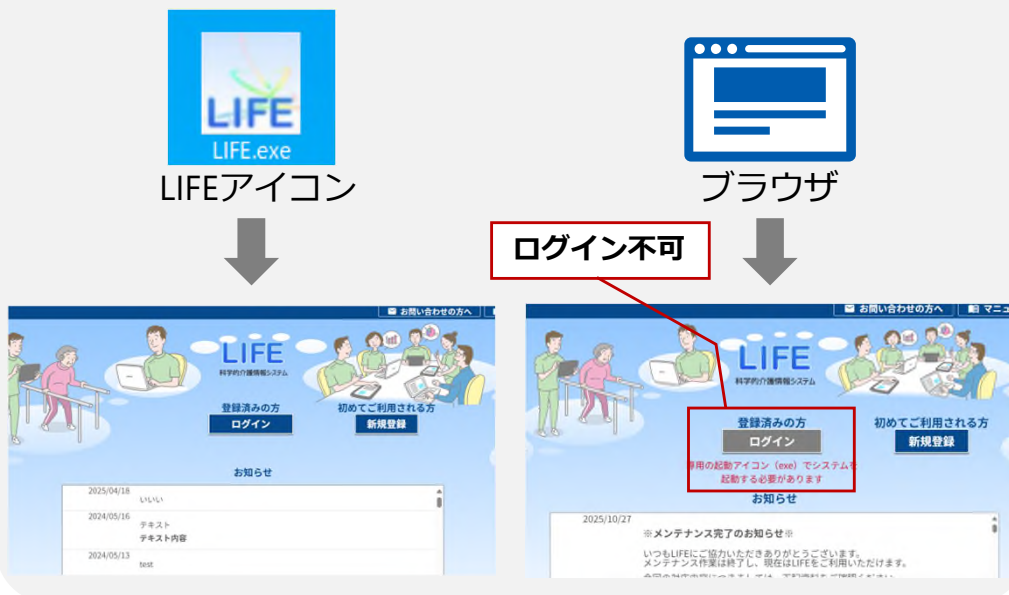 LIFE
LIFE.exe
LIFEアイコン
ブラウザ
ログイン不可
お問い合わせの方へ
LIFE
科学的介護情報システム
登録済みの方
ログイン
初めてご利用される方
新規登録
お知らせ
2025/04/18
いいい
2024/05/16
テキスト
テキスト内容
2024/05/13
test
お問い合わせの方へ
マニュ
LIFE
科学的介護情報システム
登録済みの方
ログイン
初めてご利用される方
新規登録
専用の起動アイコン（exe）でシステムを
起動する必要があります
お知らせ
2025/10/27
※メンテナンス完了のお知らせ※
いつもLIFEにご協力いただきありがとうございます。
メンテナンス作業は終了し、現在はLIFEをご利用いただけます。